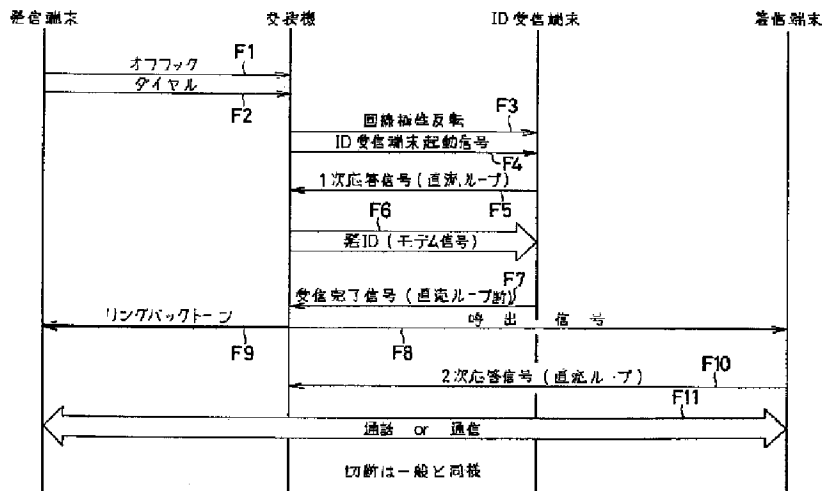 発信端末 交換機 ID受信端末 着信端末
オフフック F1
ダイヤル F2
回線極性反転 F3
ID受信端末起動信号 F4
1次応答信号(直流ループ) F5
F6
発ID(モデム信号)
F7
受信完了信号(直流ループ断)
リングバックトーン 呼出信号
F9 F8
F10
2次応答信号(直流ループ)
F11
通話 or 通信
切断は一般と同様